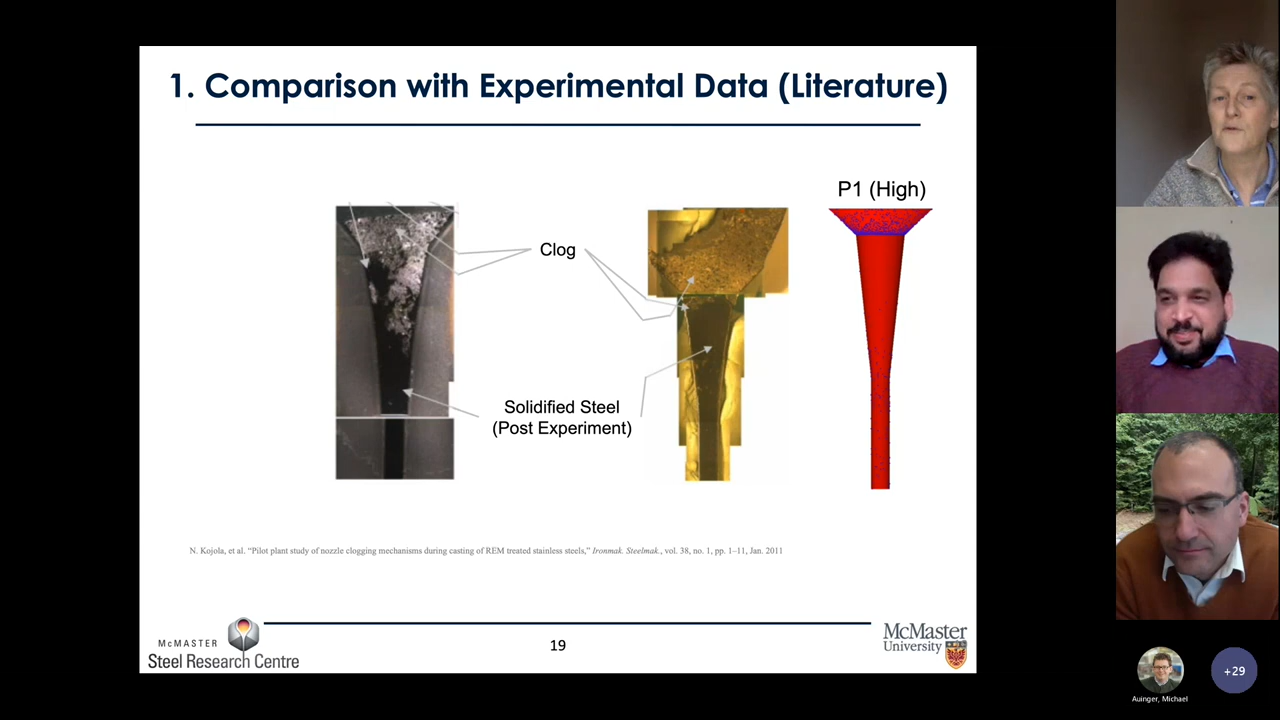 1. Comparison with Experimental Data (Literature)
P1 (High)
Clog
Solidified Steel
(Post Experiment)
N. Kojola, et al. “Pilot plant study of nozzle clogging mechanisms during casting of REM treated stainless steels,” Ironmak. Steelmak., vol. 38, no. 1, pp. 1–11, Jan. 2011
McMASTER
Steel Research Centre
19
McMaster
University
Auinger, Michael
+29